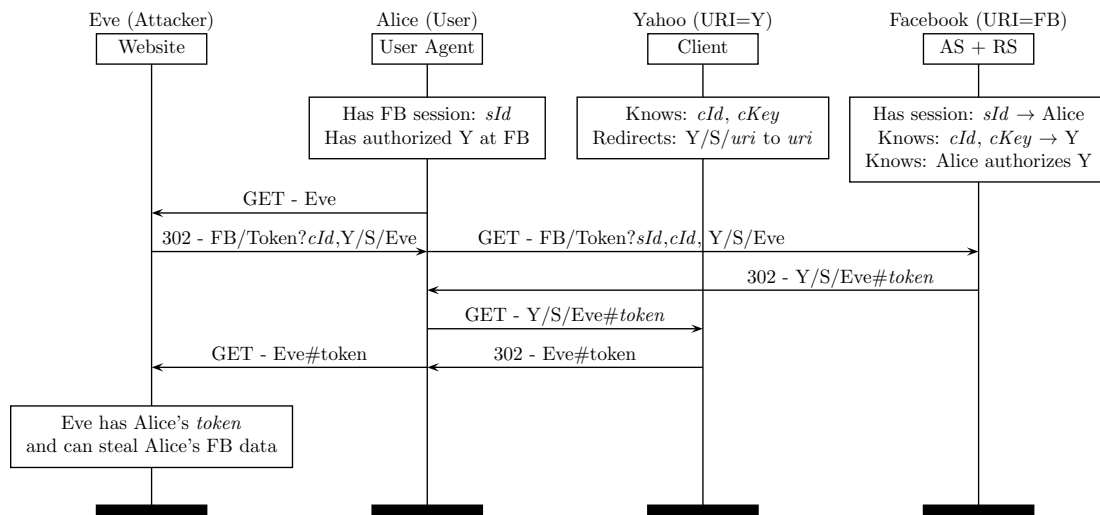 Eve (Attacker)
Alice (User)
Yahoo (URI=Y)
Facebook (URI=FB)
Website
User Agent
Client
AS + RS
Has FB session: sId
Has authorized Y at FB
Knows: cId, cKey
Redirects: Y/S/uri to uri
Has session: sId → Alice
Knows: cId, cKey → Y
Knows: Alice authorizes Y
GET - Eve
302 - FB/Token?cId,Y/S/Eve
GET - FB/Token?sId,cId, Y/S/Eve
302 - Y/S/Eve#token
GET - Y/S/Eve#token
GET - Eve#token
302 - Eve#token
Eve has Alice's token
and can steal Alice's FB data